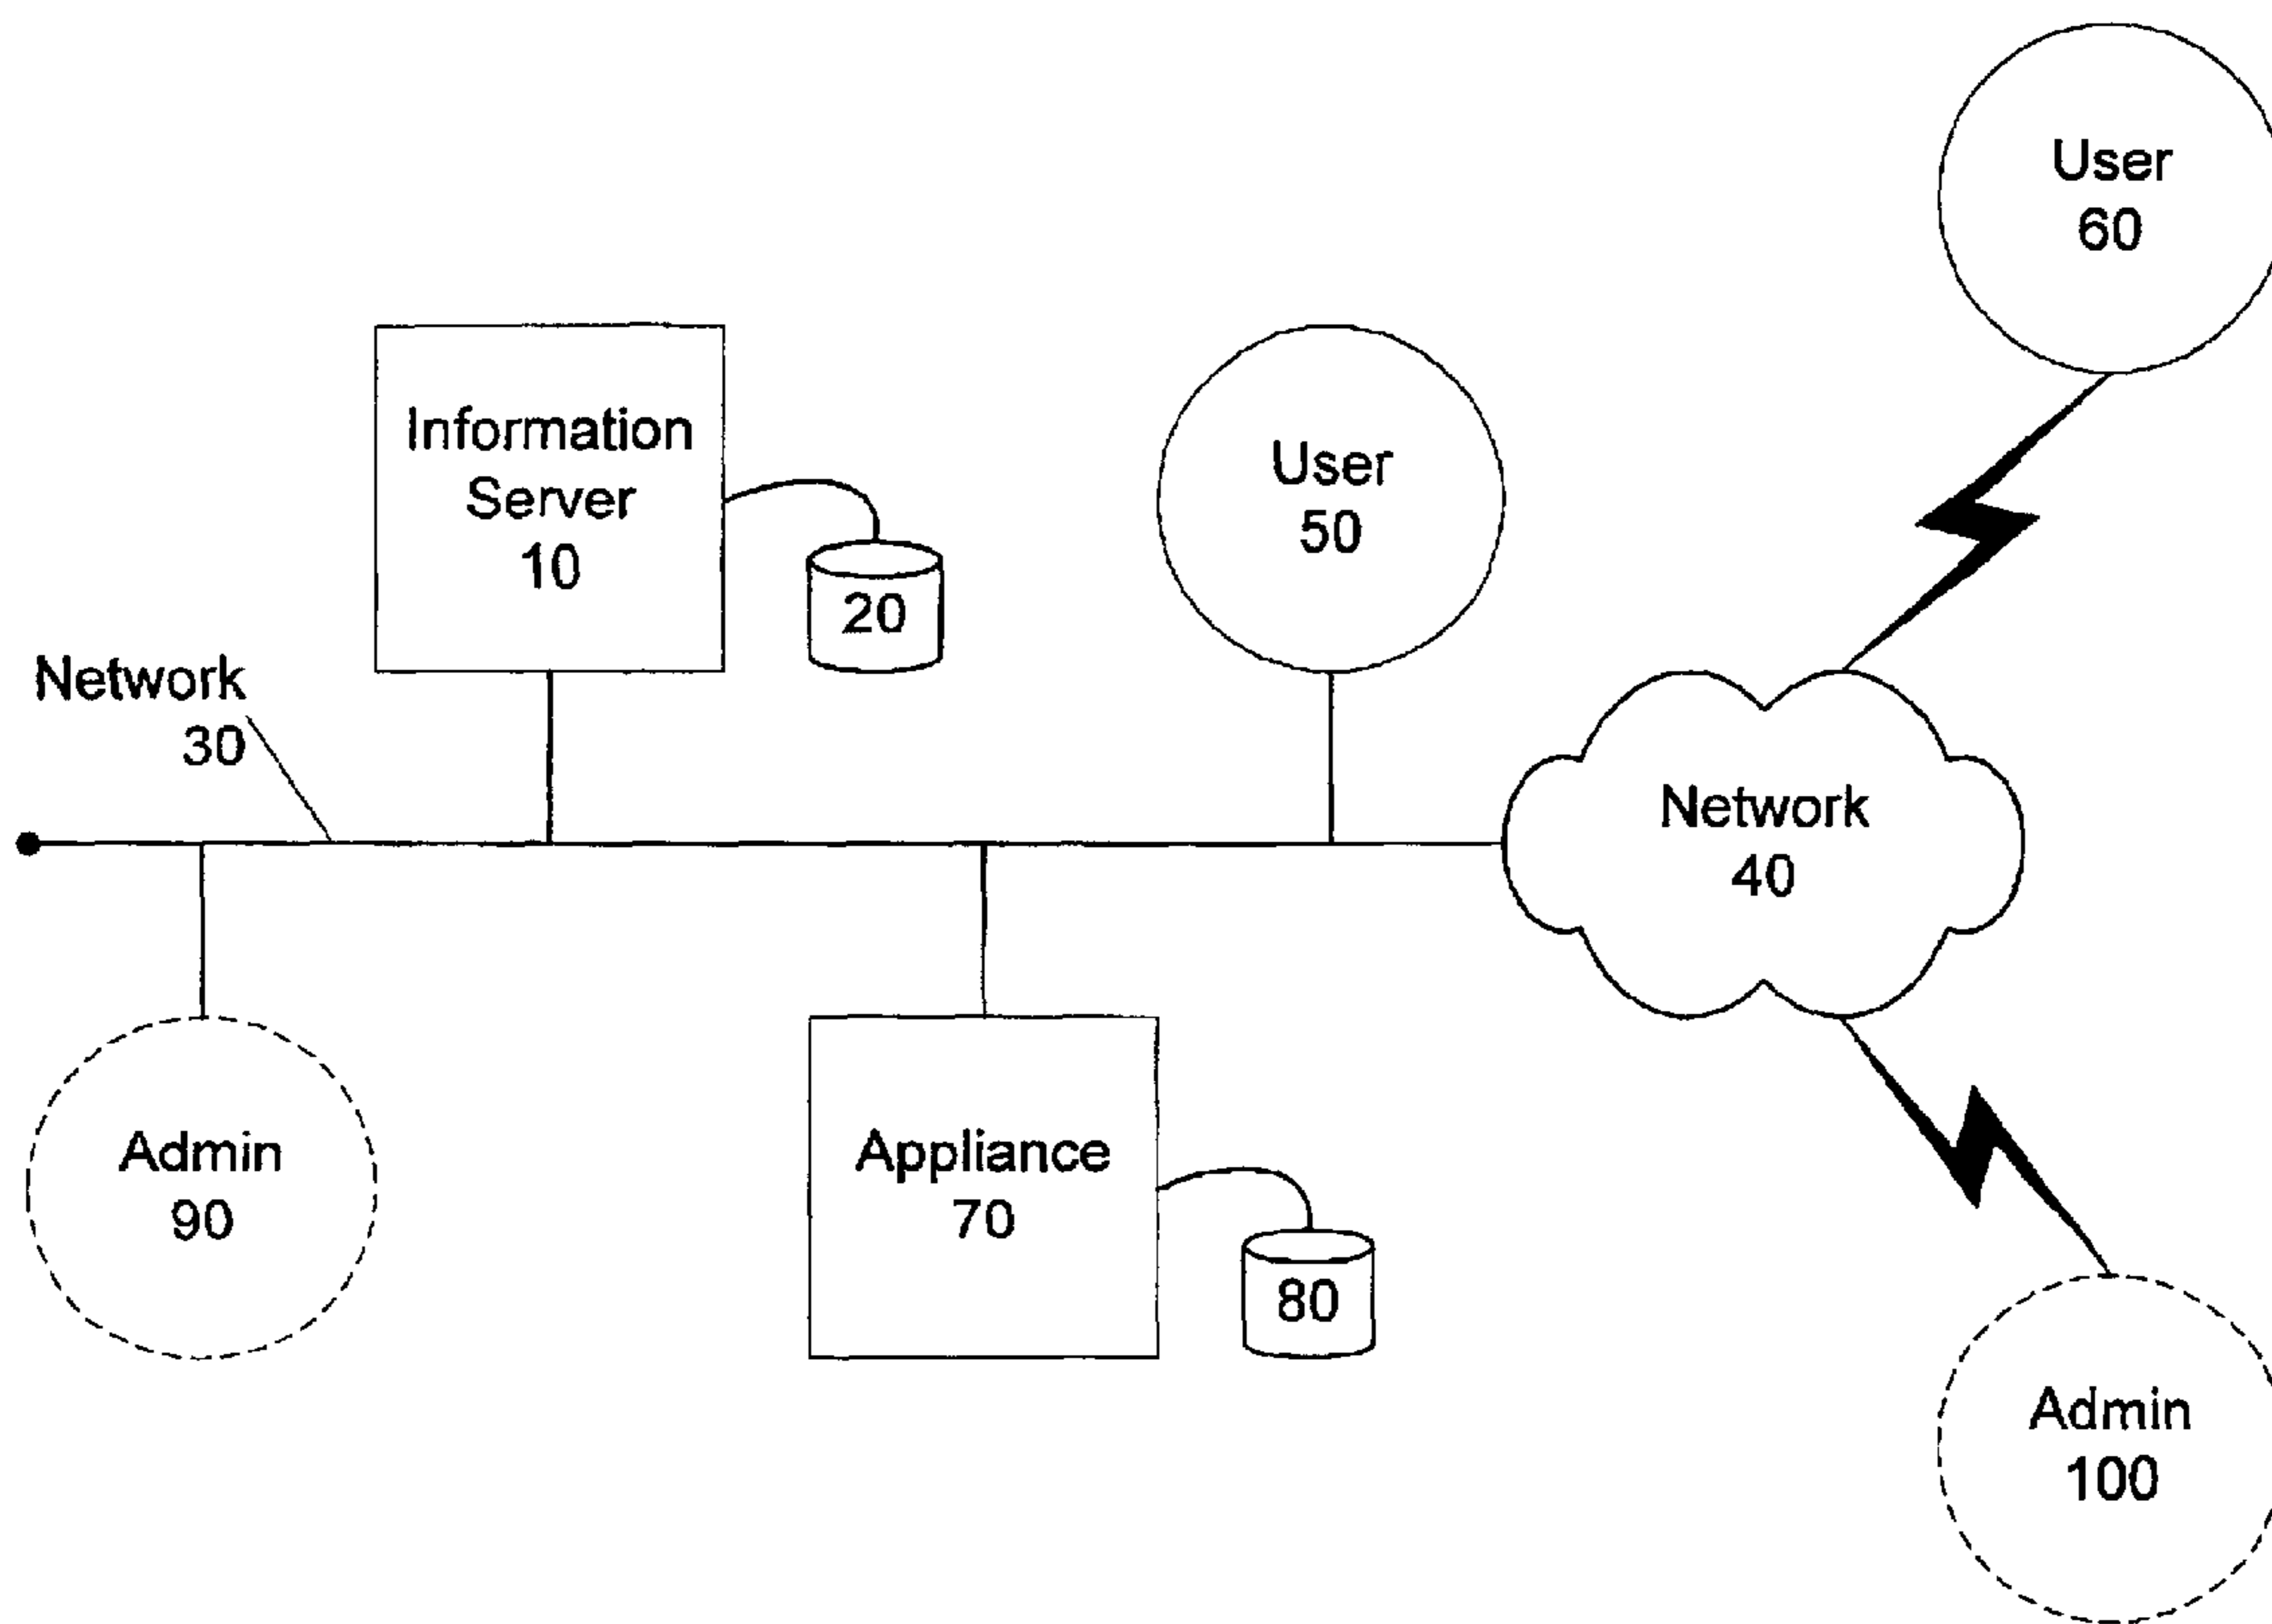 User
60
Information
Server
10
20
User
50
Network
30
Network
40
Admin
90
Appliance
70
80
Admin
100